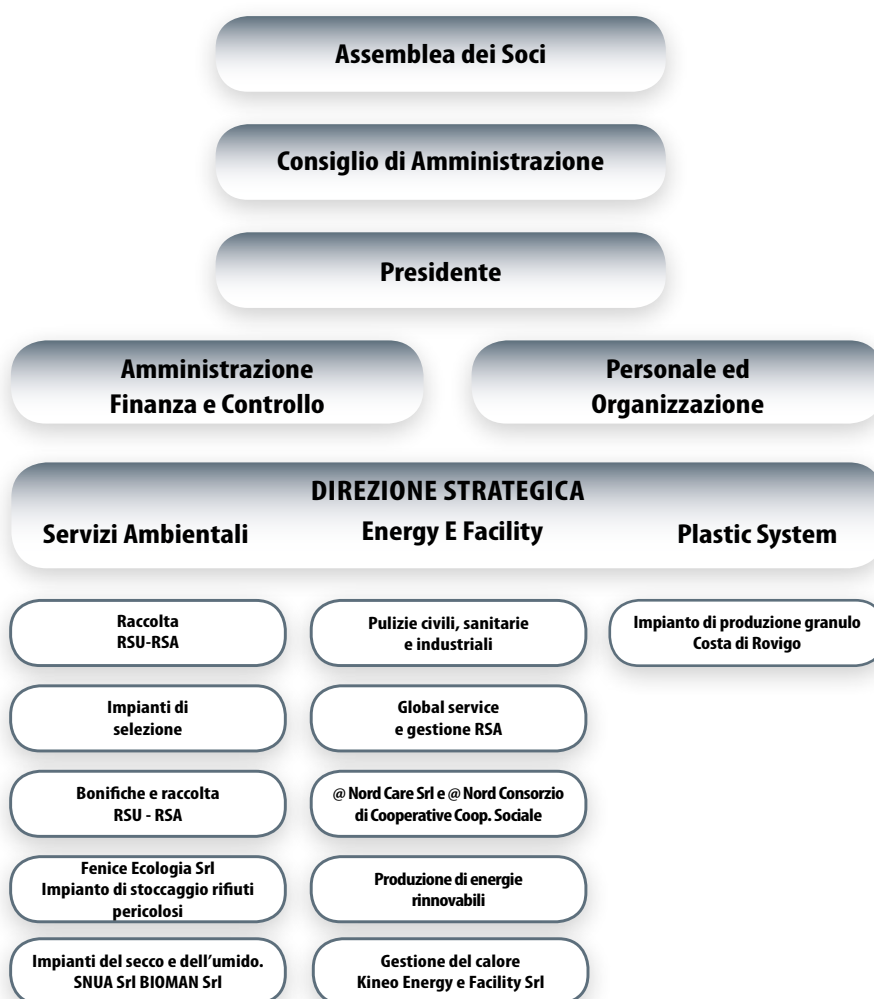 Assemblea dei Soci
Consiglio di Amministrazione
Presidente
Amministrazione
Finanza e Controllo
Personale ed
Organizzazione
DIREZIONE STRATEGICA
Servizi Ambientali
Energy E Facility
Plastic System
Raccolta
RSU-RSA
Impianti di
selezione
Bonifiche e raccolta
RSU - RSA
Fenice Ecologia Srl
Impianto di stoccaggio rifiuti
pericolosi
Impianti del secco e dell'umido.
SNUA Srl BIOMAN Srl
Pulizie civili, sanitarie
e industriali
Global service
e gestione RSA
@ Nord Care Srl e @ Nord Consorzio
di Cooperative Coop. Sociale
Produzione di energie
rinnovabili
Gestione del calore
Kineo Energy e Facility Srl
Impianto di produzione granulo
Costa di Rovigo